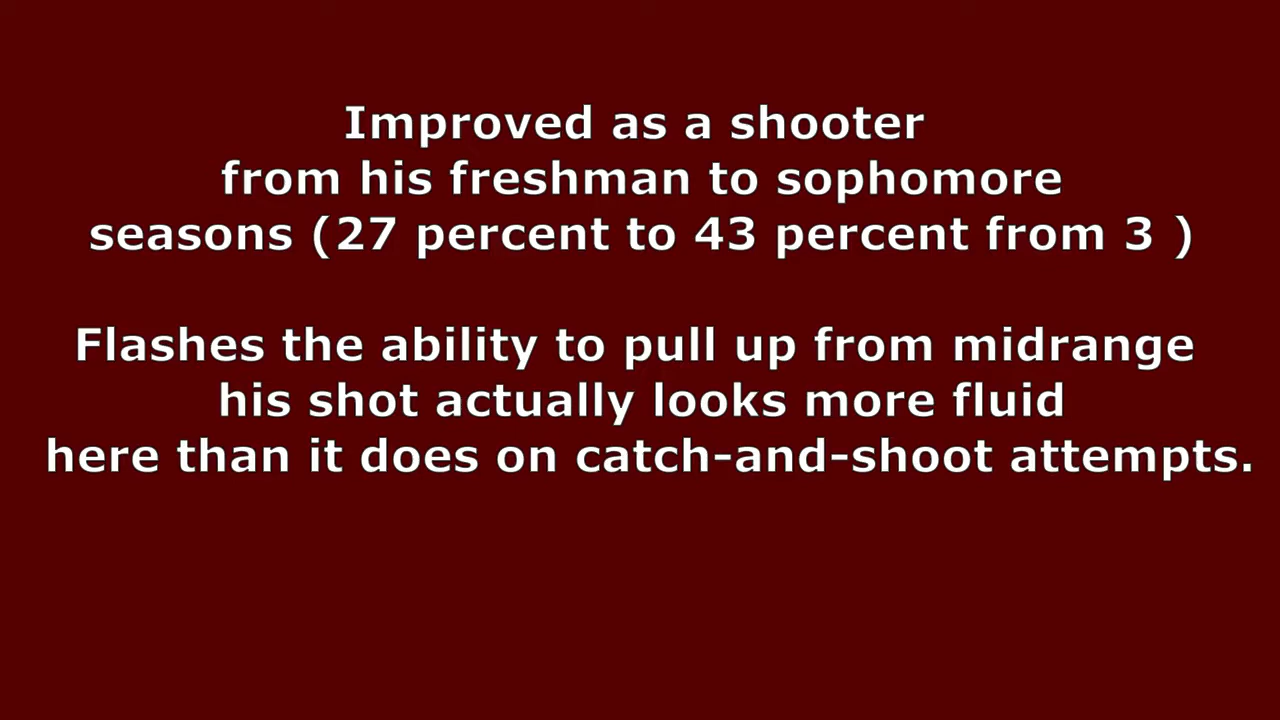 Improved as a shooter
from his freshman to sophomore
seasons (27 percent to 43 percent from 3 )
Flashes the ability to pull up from midrange
his shot actually looks more fluid
here than it does on catch-and-shoot attempts.